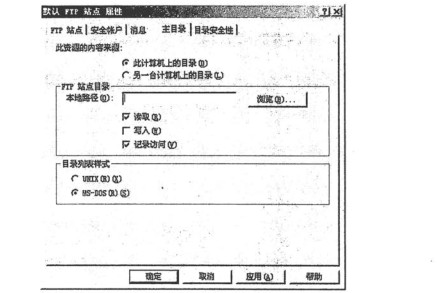 默认 FTP 站点 属性
FTP 站点 安全帐户 消息 主目录 目录安全性
此资源的内容来源:
此计算机上的目录(D)
另一台计算机上的目录(L)
FTP 站点目录
本地路径(O): 浏览(B)...
读取(R)
写入(W)
记录访问(V)
目录列表样式
UNIX(R)(X)
MS-DOS(R)(S)
确定 取消 应用(A) 帮助